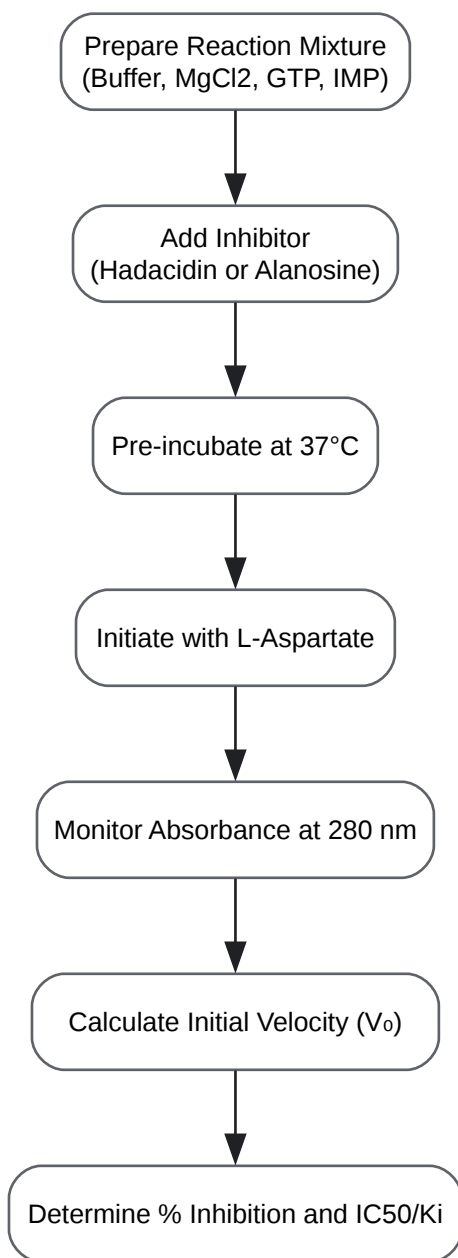 Prepare Reaction Mixture
(Buffer, MgCl2, GTP, IMP)
Add Inhibitor
(Hadacidin or Alanosine)
Pre-incubate at 37°C
Initiate with L-Aspartate
Monitor Absorbance at 280 nm
Calculate Initial Velocity (V₀)
Determine % Inhibition and IC50/Ki